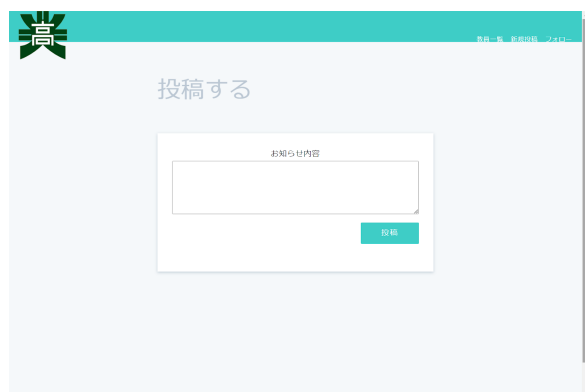 高
教員一覧 新規投稿 フォロー
投稿する
お知らせ内容
投稿